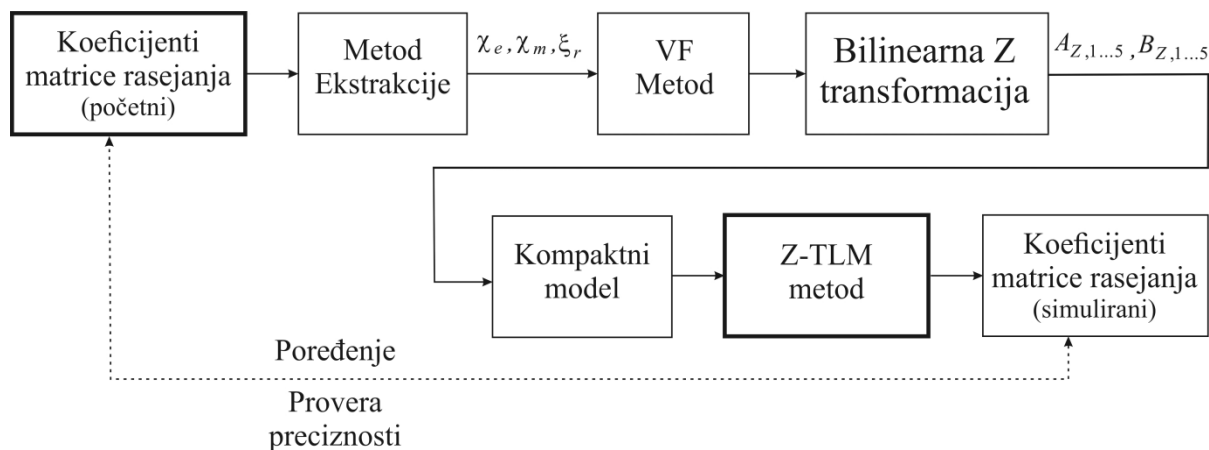 Koeficijenti
matrice rasejanja
(početni)
Metod
Ekstrakcije
χe, χm, ξr
VF
Metod
Bilinearna Z
transformacija
AZ,1...5 , BZ,1...5
Kompaktni
model
Z-TLM
metod
Koeficijenti
matrice rasejanja
(simulirani)
Poređenje
Provera
preciznosti